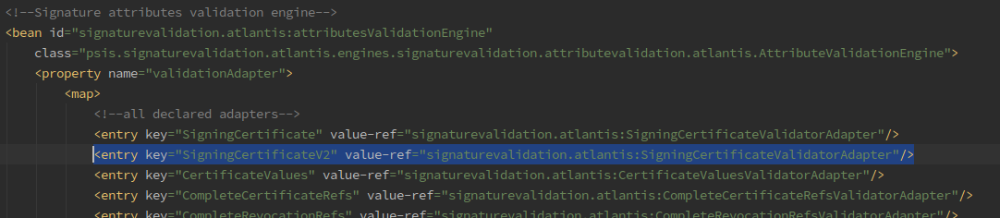 <!--Signature attributes validation engine-->
<bean id="signaturevalidation.atlantis:attributesValidationEngine"
class="psis.signaturevalidation.atlantis.engines.signaturevalidation.attributevalidation.atlantis.AttributeValidationEngine">
<property name="validationAdapter">
<map>
<!--all declared adapters-->
<entry key="SigningCertificate" value-ref="signaturevalidation.atlantis:SigningCertificateValidatorAdapter"/>
<entry key="SigningCertificateV2" value-ref="signaturevalidation.atlantis:SigningCertificateValidatorAdapter"/>
<entry key="CertificateValues" value-ref="signaturevalidation.atlantis:CertificateValuesValidatorAdapter"/>
<entry key="CompleteCertificateRefs" value-ref="signaturevalidation.atlantis:CompleteCertificateRefsValidatorAdapter"/>
<entry key="CompleteRevocationRefs" value-ref="signaturevalidation.atlantis:CompleteRevocationRefsValidatorAdapter"/>